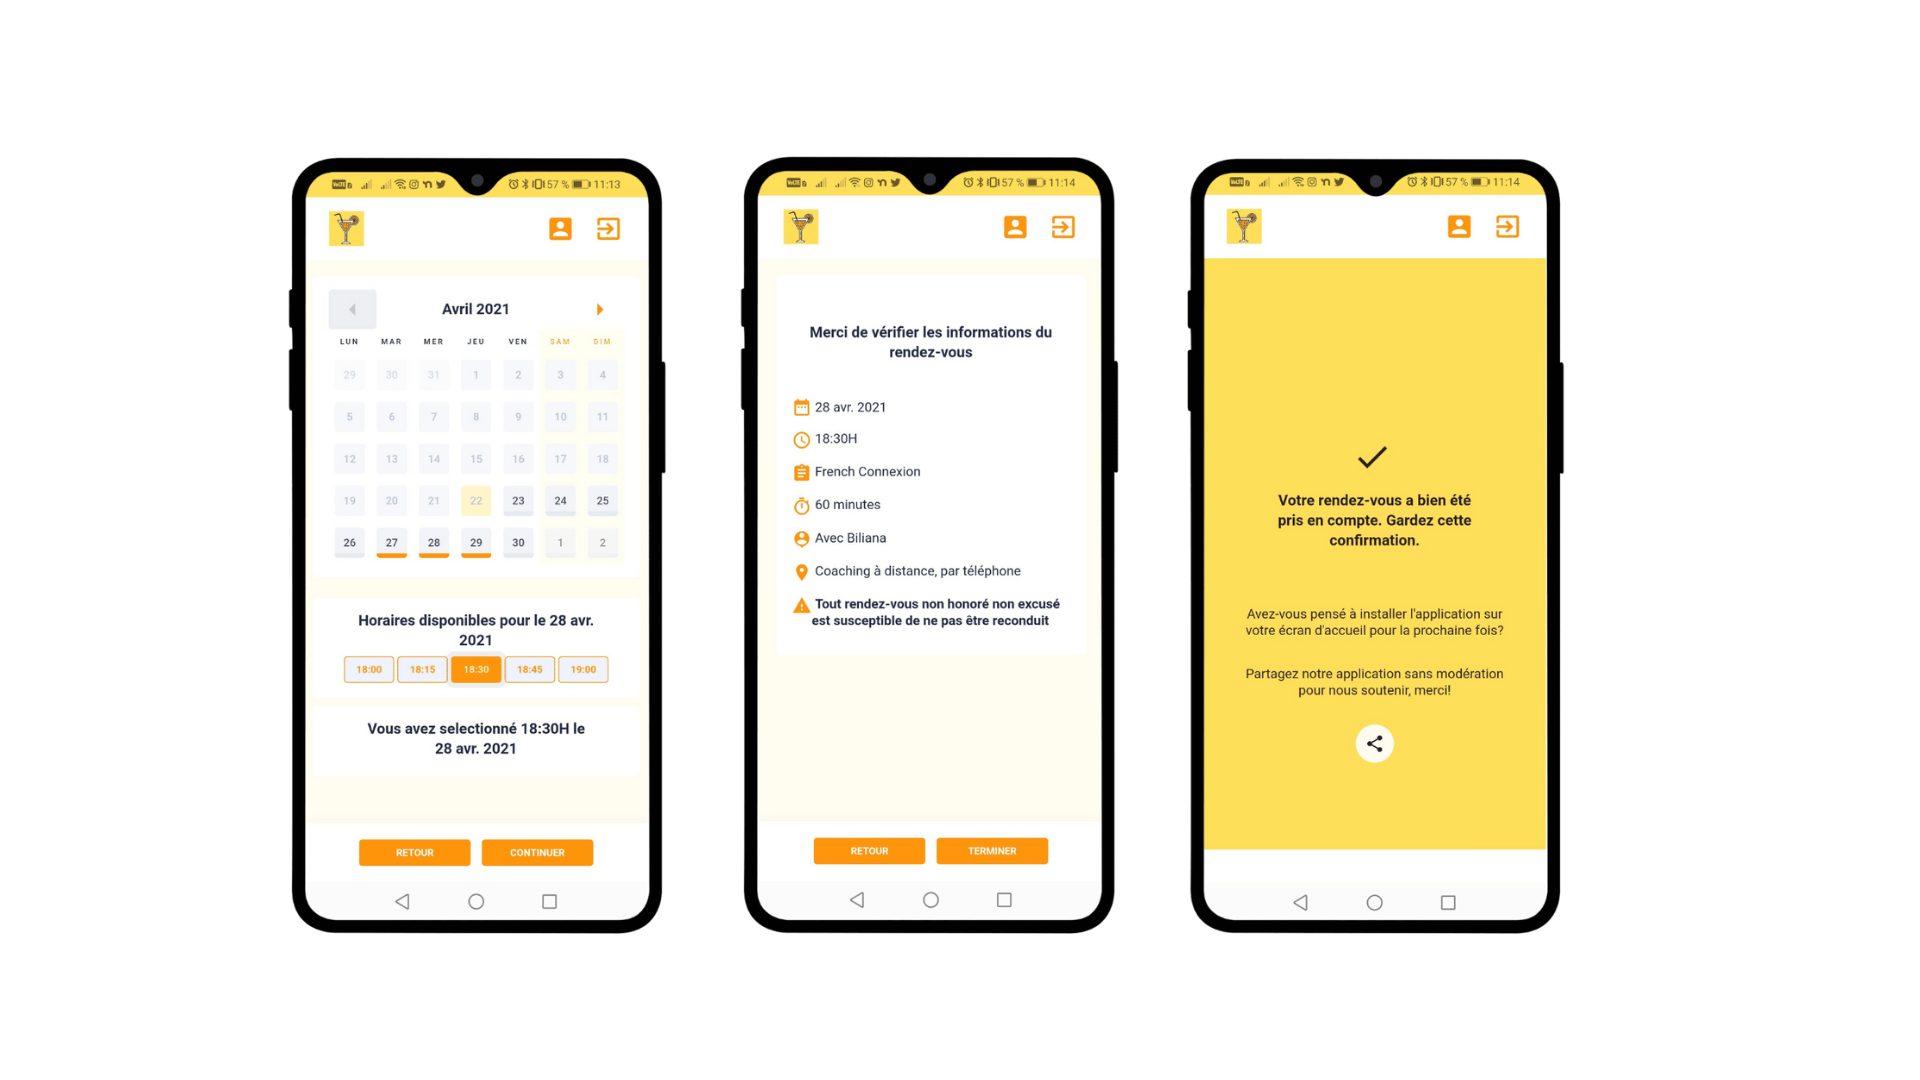 57 % 11:13
Avril 2021
LUN MAR MER JEU VEN SAM DIM
29 30 31 1 2 3 4
5 6 7 8 9 10 11
12 13 14 15 16 17 18
19 20 21 22 23 24 25
26 27 28 29 30 1 2
Horaires disponibles pour le 28 avr.
2021
18:00 18:15 18:30 18:45 19:00
Vous avez selectionné 18:30H le
28 avr. 2021
RETOUR CONTINUER
57 % 11:14
Merci de vérifier les informations du
rendez-vous
28 avr. 2021
18:30H
French Connexion
60 minutes
Avec Biliana
Coaching à distance, par téléphone
Tout rendez-vous non honoré non excusé
est susceptible de ne pas être reconduit
RETOUR TERMINER
57 % 11:14
Votre rendez-vous a bien été
pris en compte. Gardez cette
confirmation.
Avez-vous pensé à installer l'application sur
votre écran d'accueil pour la prochaine fois?
Partagez notre application sans modération
pour nous soutenir, merci!